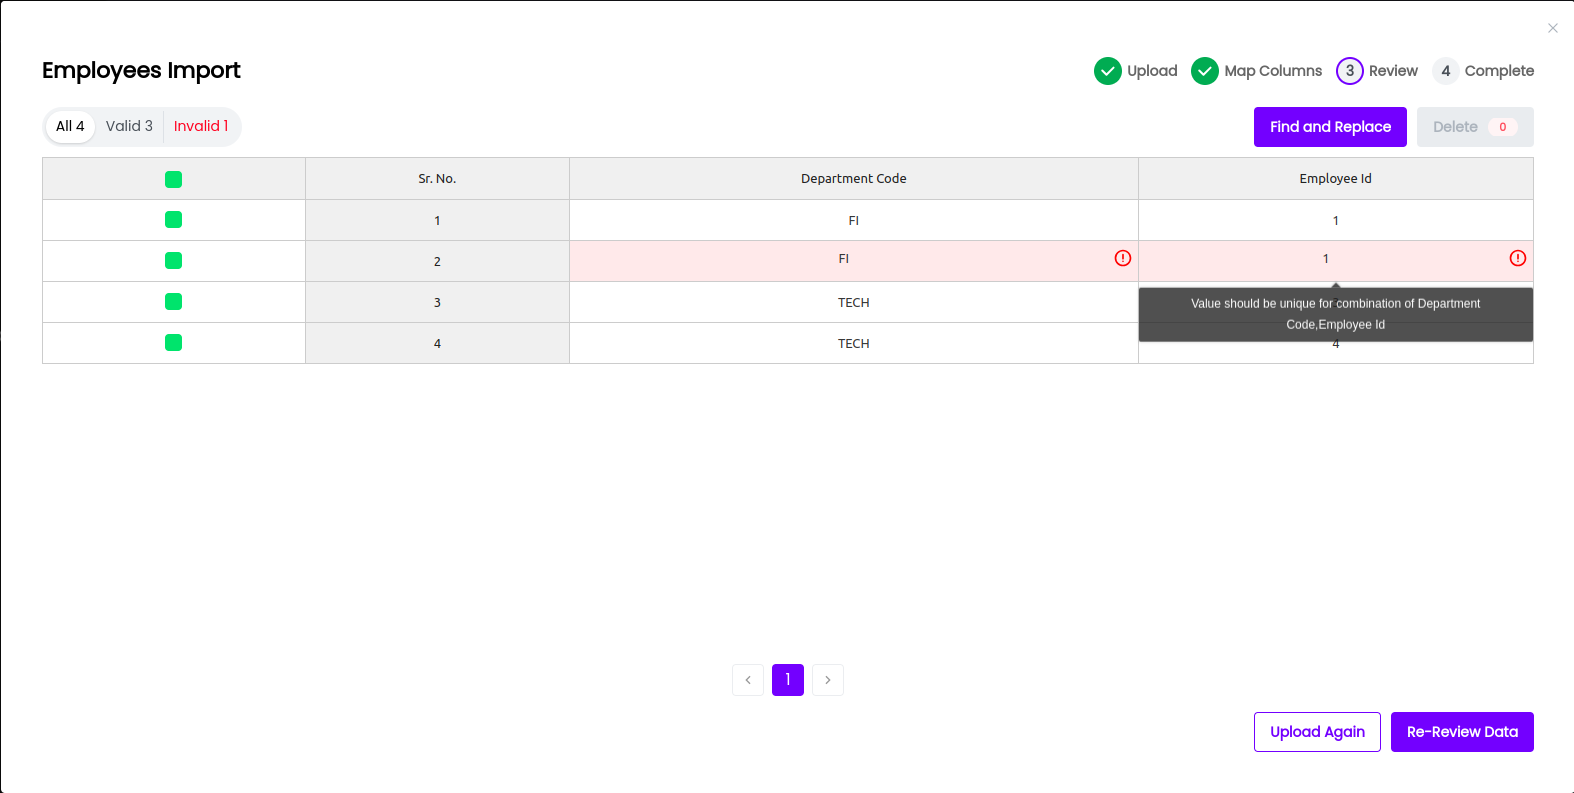 Employees Import
Upload
Map Columns
3 Review
4 Complete
All 4
Valid 3
Invalid 1
Find and Replace
Delete 0
Sr. No. Department Code Employee Id
1 FI 1
2 FI 1
3 TECH
Value should be unique for combination of Department
Code,Employee Id
4 TECH 4
< 1 >
Upload Again
Re-Review Data